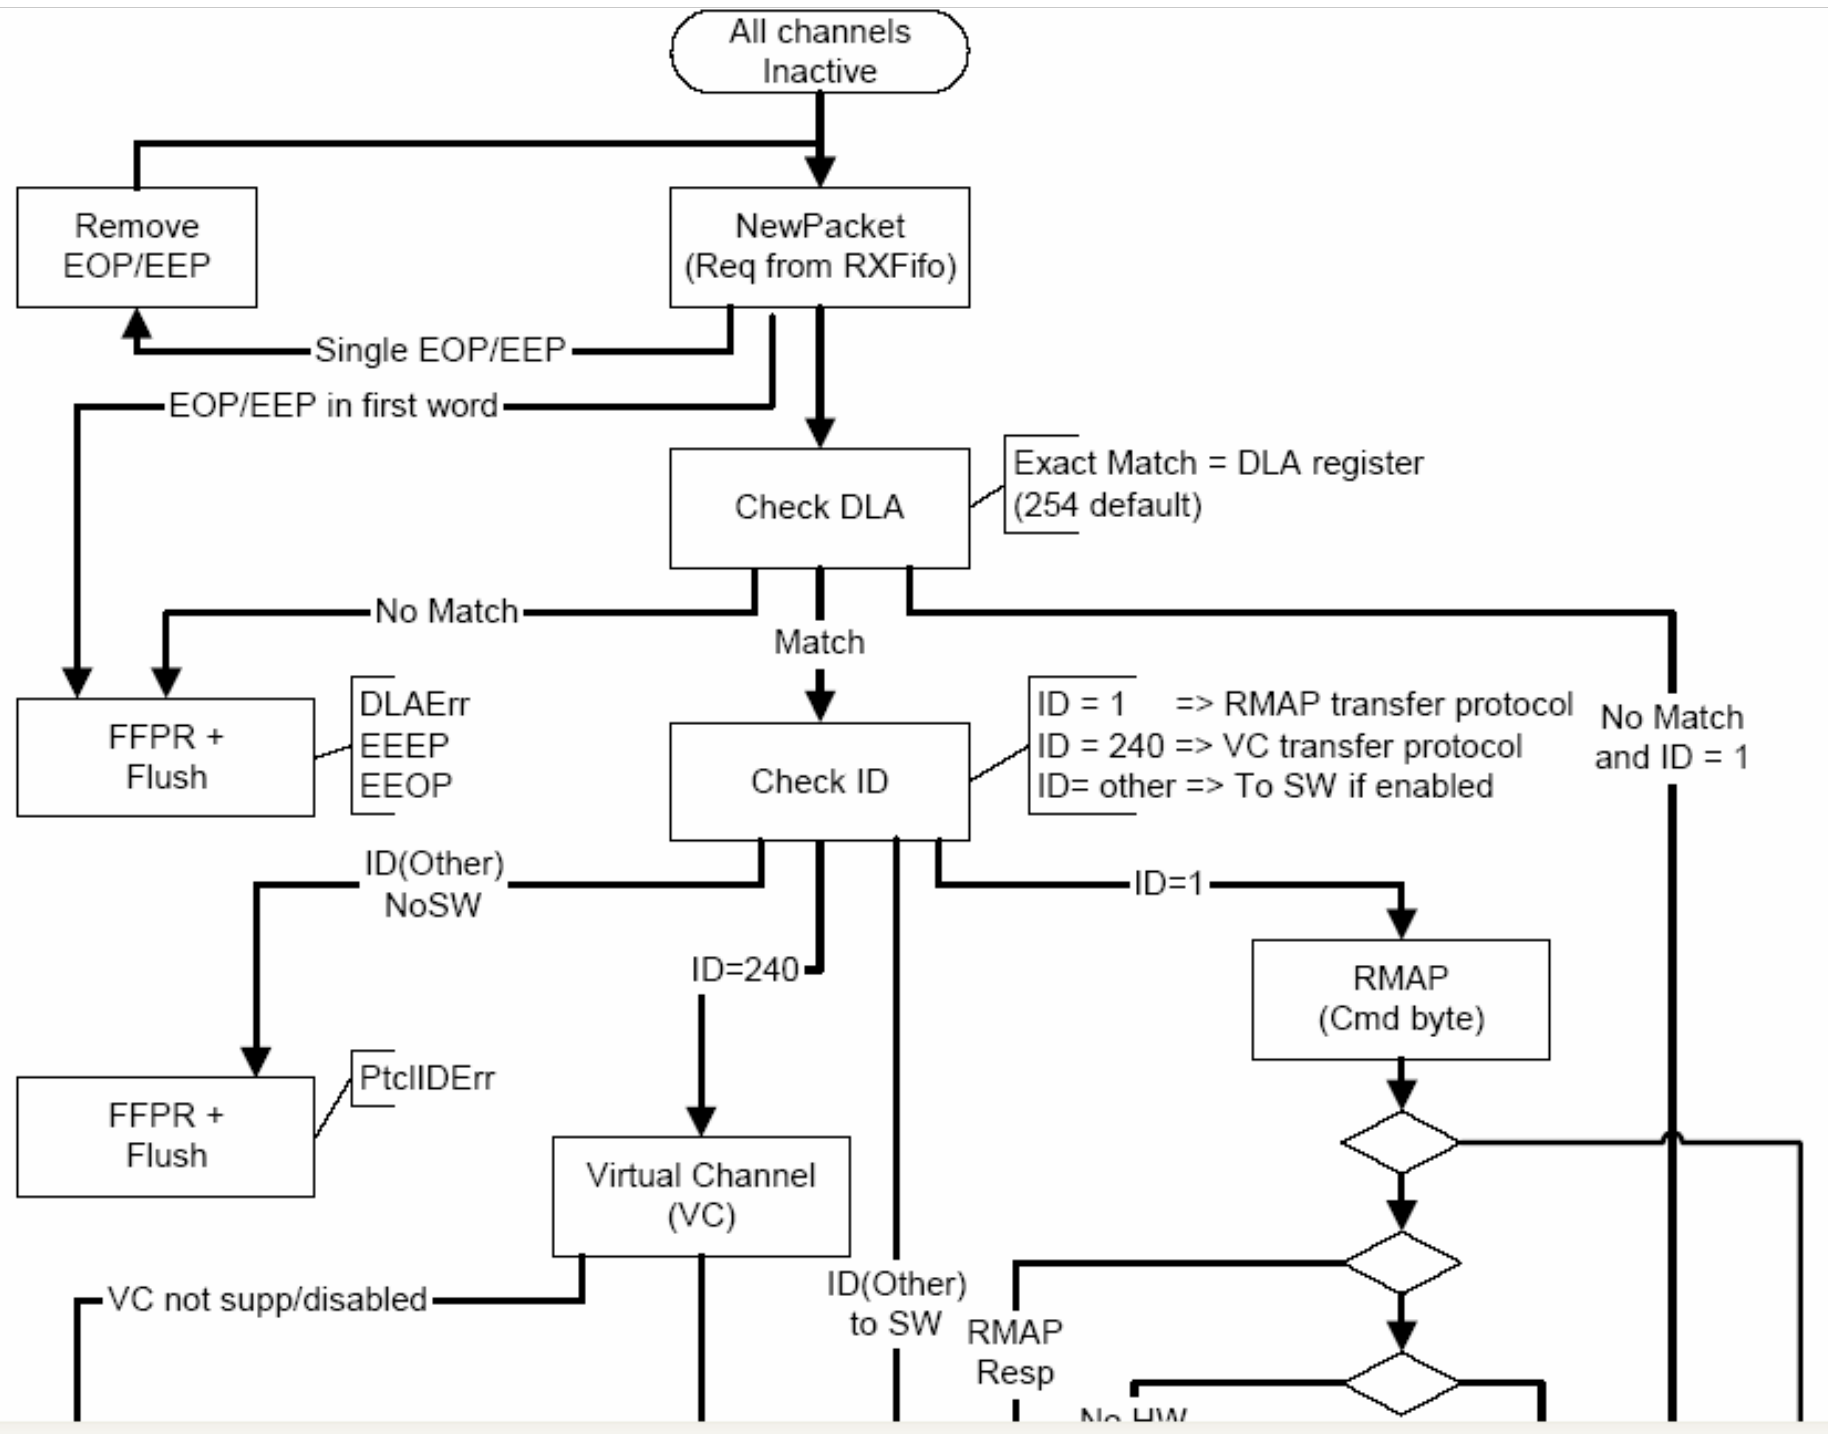 All channels
Inactive
Remove
EOP/EEP
NewPacket
(Req from RXFifo)
Single EOP/EEP
EOP/EEP in first word
Check DLA
Exact Match = DLA register
(254 default)
No Match
Match
FFPR +
Flush
DLAErr
EEEP
EEOP
Check ID
ID = 1 => RMAP transfer protocol
ID = 240 => VC transfer protocol
ID= other => To SW if enabled
No Match
and ID = 1
ID(Other)
NoSW
ID=1
ID=240
RMAP
(Cmd byte)
FFPR +
Flush
PtclIDErr
Virtual Channel
(VC)
VC not supp/disabled
ID(Other)
to SW
RMAP
Resp
No HW